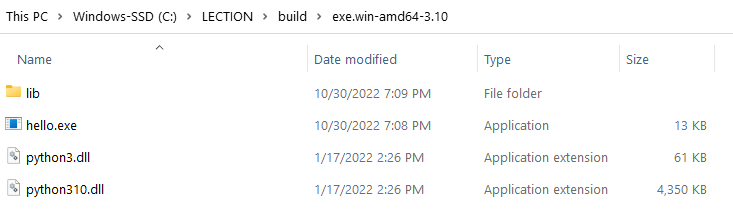 This PC > Windows-SSD (C:) > LECTION > build > exe.win-amd64-3.10
Name Date modified Type Size
lib 10/30/2022 7:09 PM File folder
hello.exe 10/30/2022 7:08 PM Application 13 KB
python3.dll 1/17/2022 2:26 PM Application extension 61 KB
python310.dll 1/17/2022 2:26 PM Application extension 4,350 KB